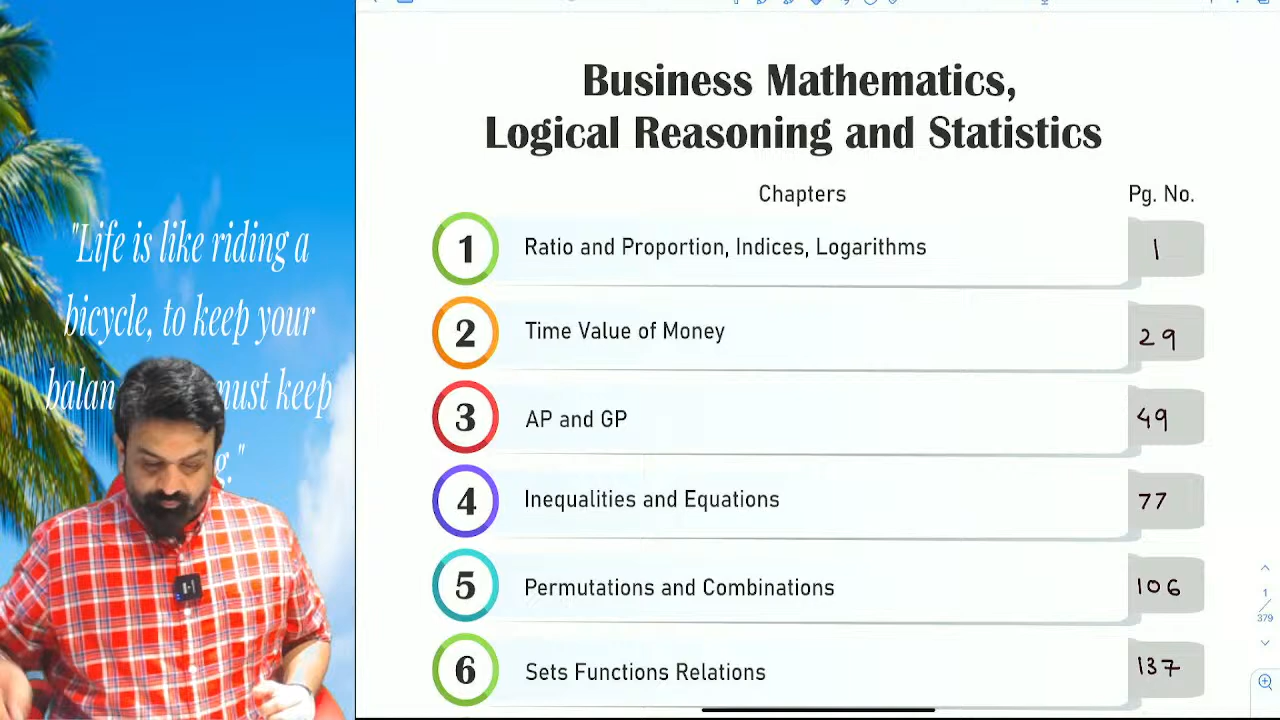 "Life is like riding a
bicycle, to keep your
balan must keep
g."
Business Mathematics,
Logical Reasoning and Statistics
Chapters Pg. No.
1 Ratio and Proportion, Indices, Logarithms 1
2 Time Value of Money 29
3 AP and GP 49
4 Inequalities and Equations 77
5 Permutations and Combinations 106
6 Sets Functions Relations 137
1
379